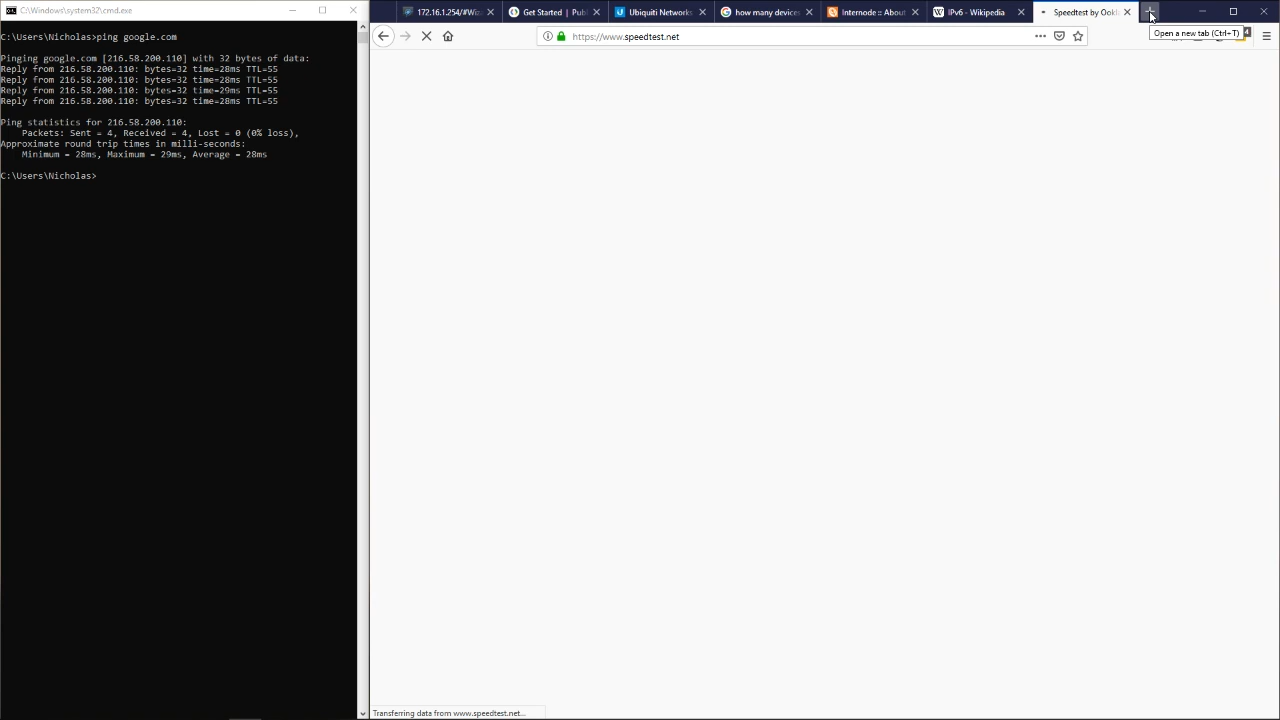 C:\Windows\system32\cmd.exe
C:\Users\Nicholas>ping google.com
Pinging google.com [216.58.200.110] with 32 bytes of data:
Reply from 216.58.200.110: bytes=32 time=28ms TTL=55
Reply from 216.58.200.110: bytes=32 time=28ms TTL=55
Reply from 216.58.200.110: bytes=32 time=29ms TTL=55
Reply from 216.58.200.110: bytes=32 time=28ms TTL=55
Ping statistics for 216.58.200.110:
Packets: Sent = 4, Received = 4, Lost = 0 (0% loss),
Approximate round trip times in milli-seconds:
Minimum = 28ms, Maximum = 29ms, Average = 28ms
C:\Users\Nicholas>
172.16.1.254/#Wiz
Get Started | Pu
Ubiquiti Networks
how many device
Internode :: About
IPv6 - Wikipedia
Speedtest by Ookl
https://www.speedtest.net
Open a new tab (Ctrl+T)
4
Transferring data from www.speedtest.net...